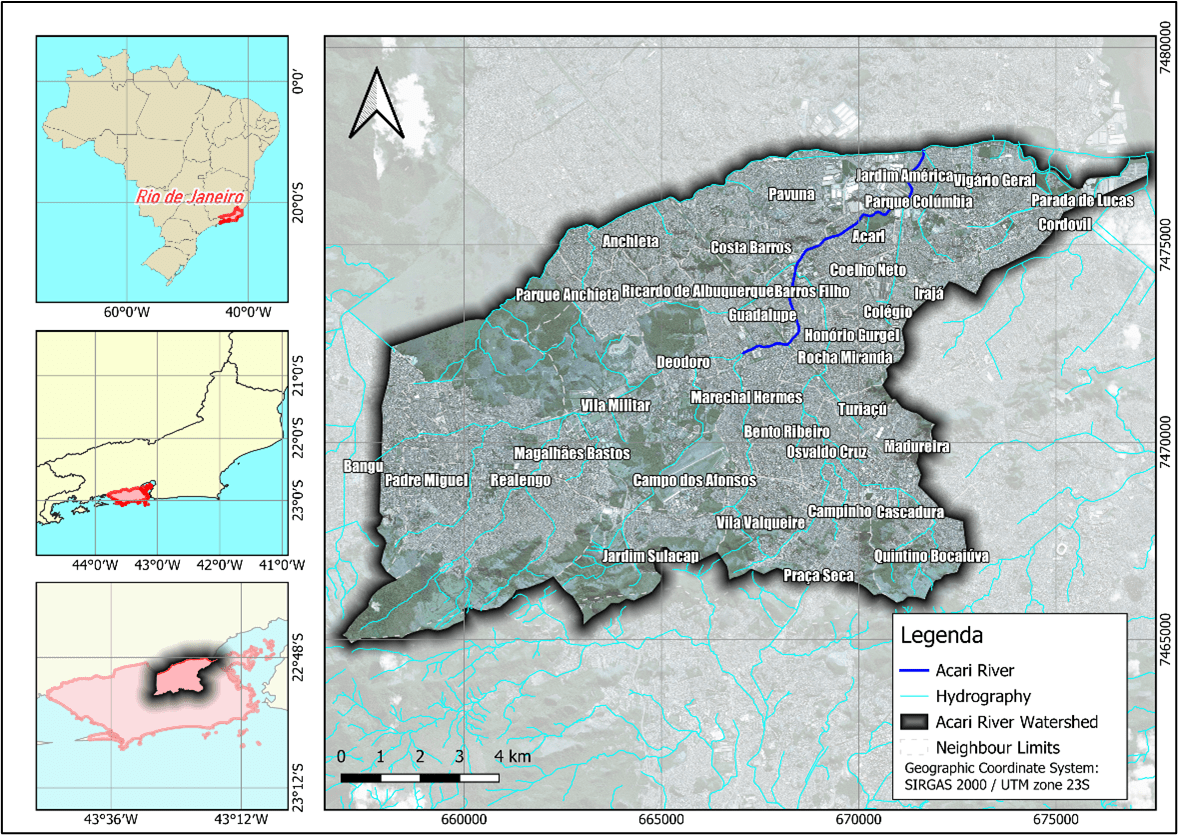 0°0'
Rio de Janeiro
20°0'S
60°0'W
40°0'W
21°0'S
22°0'S
23°0'S
44°0'W
43°0'W
42°0'W
41°0'W
22°48'S
23°12'S
43°36'W
43°12'W
7480000
7475000
7470000
7465000
660000
665000
670000
675000
Jardim América
Vigário Geral
Pavuna
Parque Colúmbia
Parada de Lucas
Cordovil
Anchieta
Costa Barros
Acari
Coelho Neto
Parque Anchieta
Ricardo de Albuquerque
Barros Filho
Irajá
Guadalupe
Colégio
Honório Gurgel
Deodoro
Rocha Miranda
Vila Militar
Marechal Hermes
Turiaçú
Bento Ribeiro
Magalhães Bastos
Osvaldo Cruz
Madureira
Bangu
Padre Miguel
Realengo
Campo dos Afonsos
Vila Valqueire
Campinho
Cascadura
Jardim Sulacap
Quintino Bocaiúva
Praça Seca
0 1 2 3 4 km
Legenda
Acari River
Hydrography
Acari River Watershed
Neighbour Limits
Geographic Coordinate System:
SIRGAS 2000 / UTM zone 23S